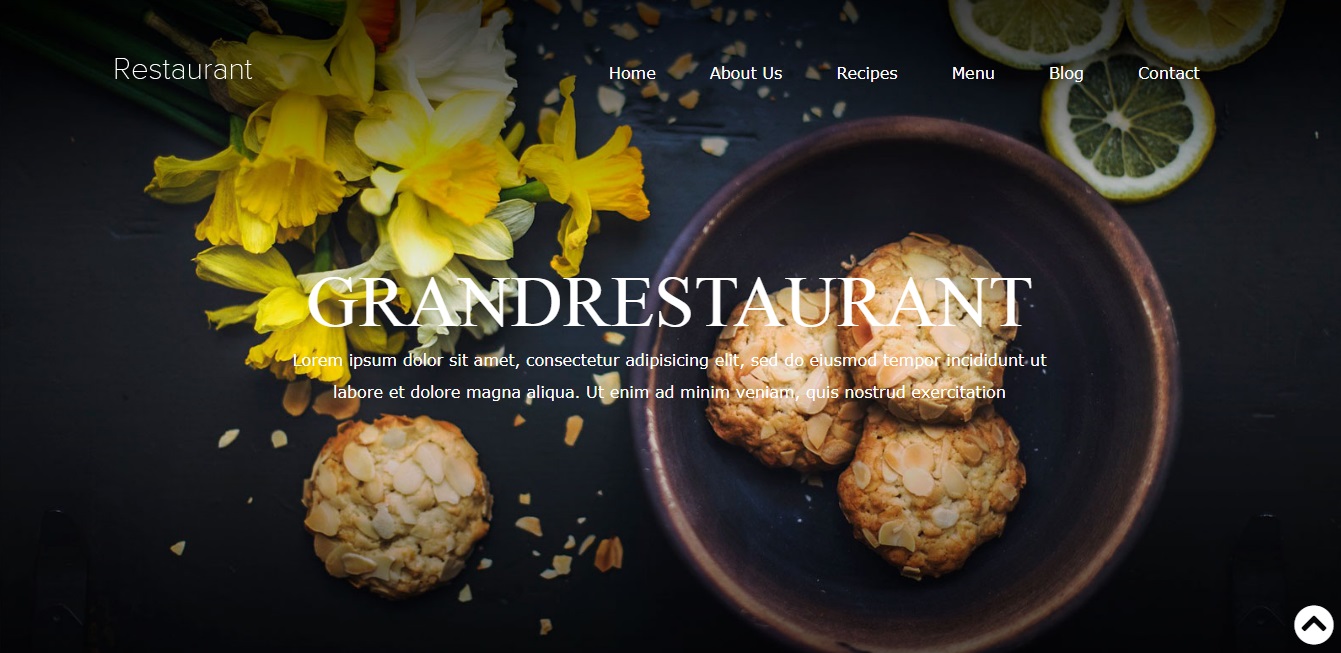 Restaurant
Home About Us Recipes Menu Blog Contact
GRANDRESTAURANT
Lorem ipsum dolor sit amet, consectetur adipisicing elit, sed do eiusmod tempor incididunt ut
labore et dolore magna aliqua. Ut enim ad minim veniam, quis nostrud exercitation